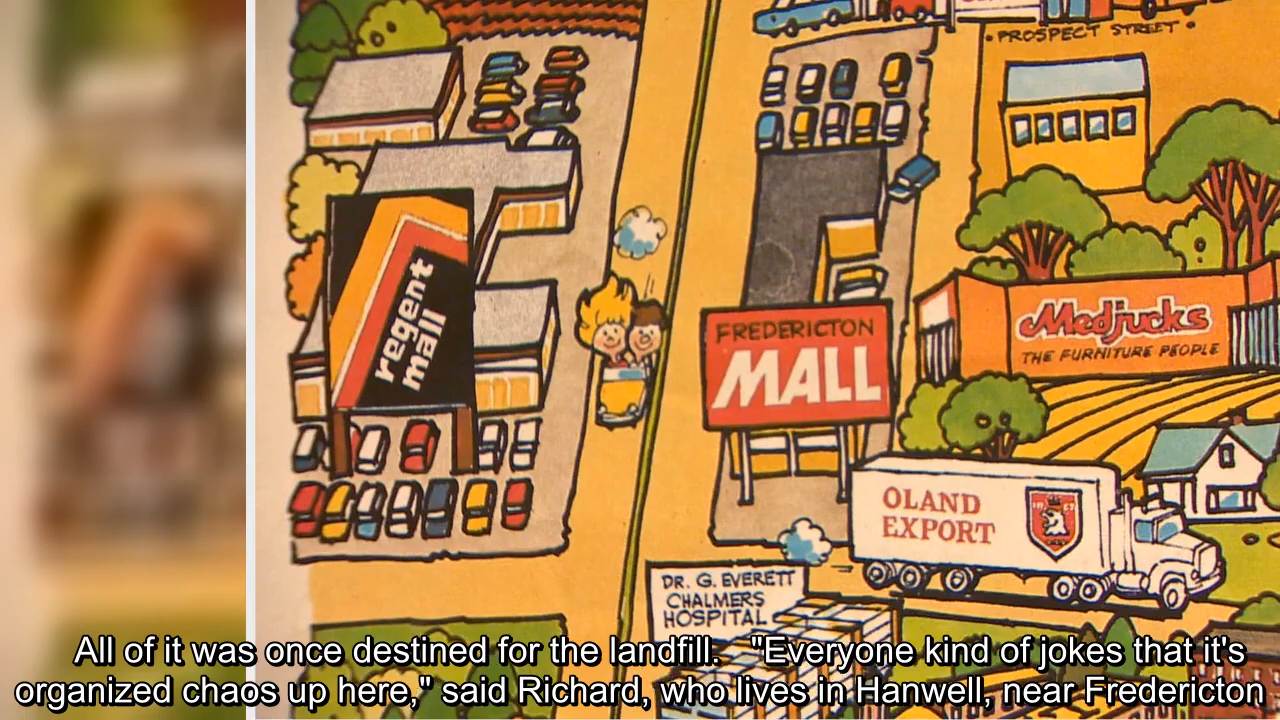 • PROSPECT STREET •
regent
mall
FREDERICTON
MALL
Medjucks
THE FURNITURE PEOPLE
OLAND
EXPORT
DR. G. EVERETT
CHALMERS
HOSPITAL
All of it was once destined for the landfill. "Everyone kind of jokes that it's
organized chaos up here," said Richard, who lives in Hanwell, near Fredericton